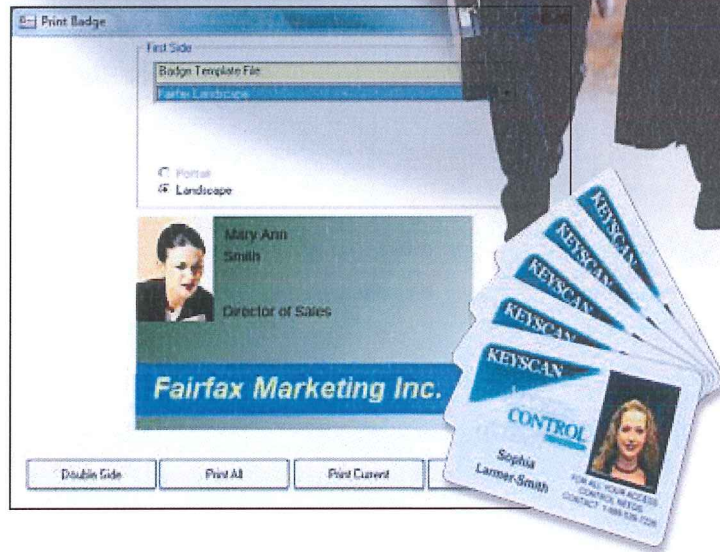 Print Badge
First Side
Badge Template File
Fairfax Landscape
Portrait
Landscape
Mary Ann
Smith
Director of Sales
Fairfax Marketing Inc.
Double Side
Print All
Print Current
KEYSCAN
KEYSCAN
KEYSCAN
KEYSCAN
KEYSCAN
CONTROL
Sophia
Larmer-Smith
FOR ALL YOUR ACCESS
CONTROL NEEDS
CONTACT